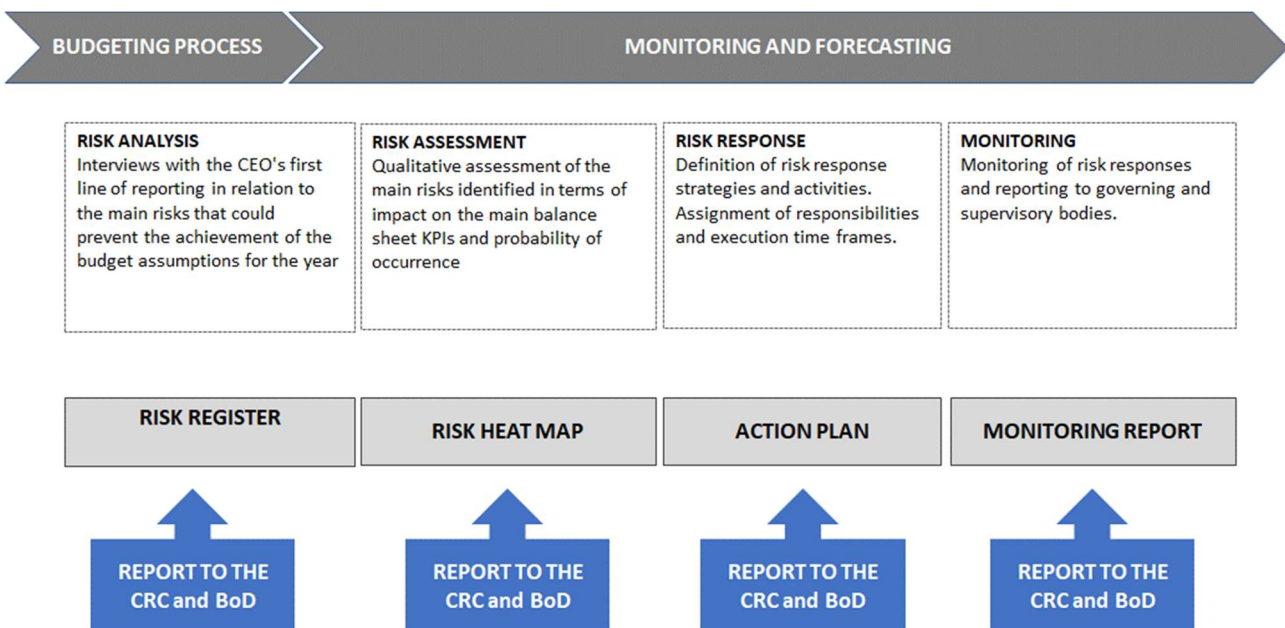 BUDGETING PROCESS
MONITORING AND FORECASTING
RISK ANALYSIS
Interviews with the CEO's first
line of reporting in relation to
the main risks that could
prevent the achievement of the
budget assumptions for the year
RISK ASSESSMENT
Qualitative assessment of the
main risks identified in terms of
impact on the main balance
sheet KPIs and probability of
occurrence
RISK RESPONSE
Definition of risk response
strategies and activities.
Assignment of responsibilities
and execution time frames.
MONITORING
Monitoring of risk responses
and reporting to governing and
supervisory bodies.
RISK REGISTER
RISK HEAT MAP
ACTION PLAN
MONITORING REPORT
REPORT TO THE
CRC and BoD
REPORT TO THE
CRC and BoD
REPORT TO THE
CRC and BoD
REPORT TO THE
CRC and BoD